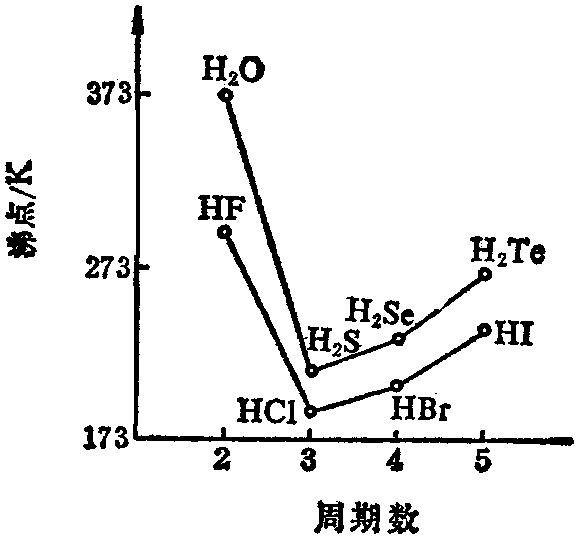 沸点/K
373
273
173
H₂O
HF
H₂Te
H₂Se
H₂S
HI
HCl
HBr
2 3 4 5
周期数